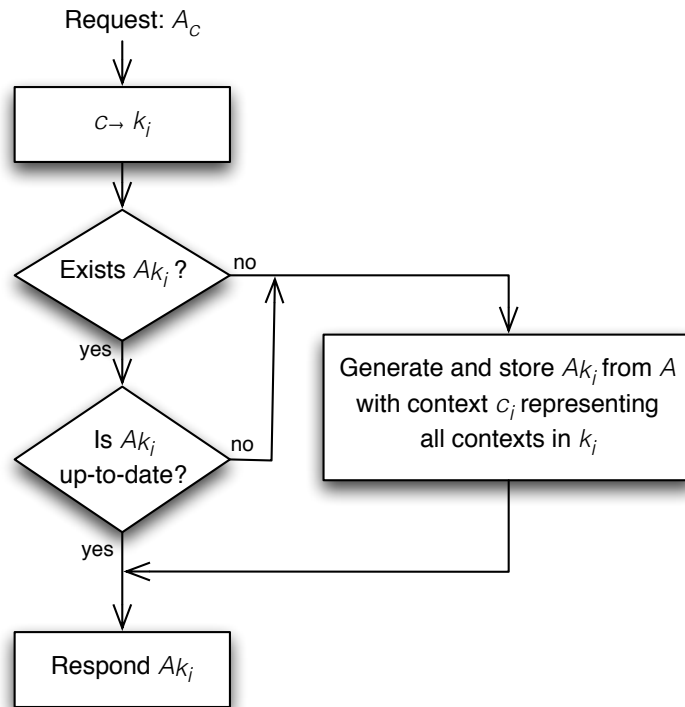 Request: A_c
c→ k_i
Exists Ak_i ?
no
yes
Generate and store Ak_i from A
with context c_i representing
all contexts in k_i
Is Ak_i
up-to-date?
no
yes
Respond Ak_i